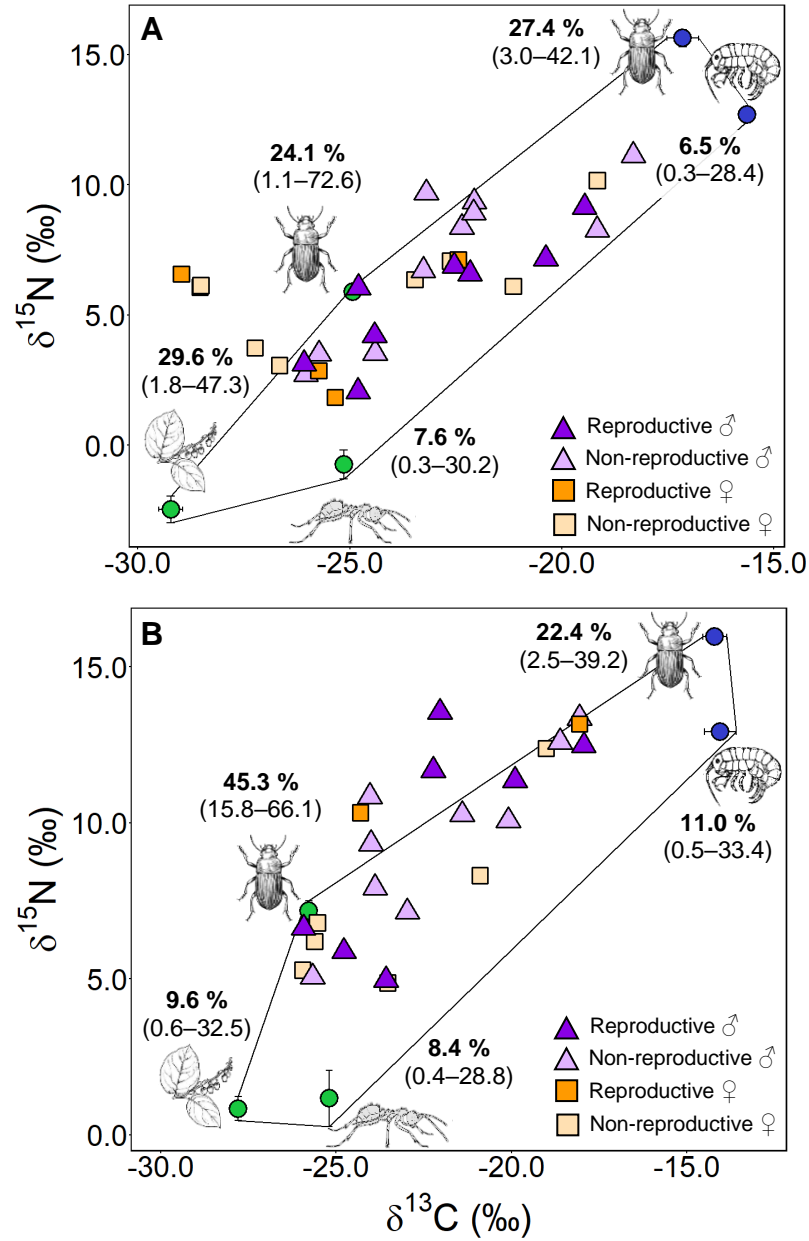 A
27.4 %
(3.0–42.1)
15.0
24.1 %
(1.1–72.6)
6.5 %
(0.3–28.4)
10.0
δ15N (‰)
5.0
29.6 %
(1.8–47.3)
7.6 %
(0.3–30.2)
Reproductive ♂
Non-reproductive ♂
Reproductive ♀
Non-reproductive ♀
0.0
-30.0 -25.0 -20.0 -15.0
B
22.4 %
(2.5–39.2)
15.0
45.3 %
(15.8–66.1)
11.0 %
(0.5–33.4)
10.0
δ15N (‰)
5.0
9.6 %
(0.6–32.5)
8.4 %
(0.4–28.8)
Reproductive ♂
Non-reproductive ♂
Reproductive ♀
Non-reproductive ♀
0.0
-30.0 -25.0 -20.0 -15.0
δ13C (‰)